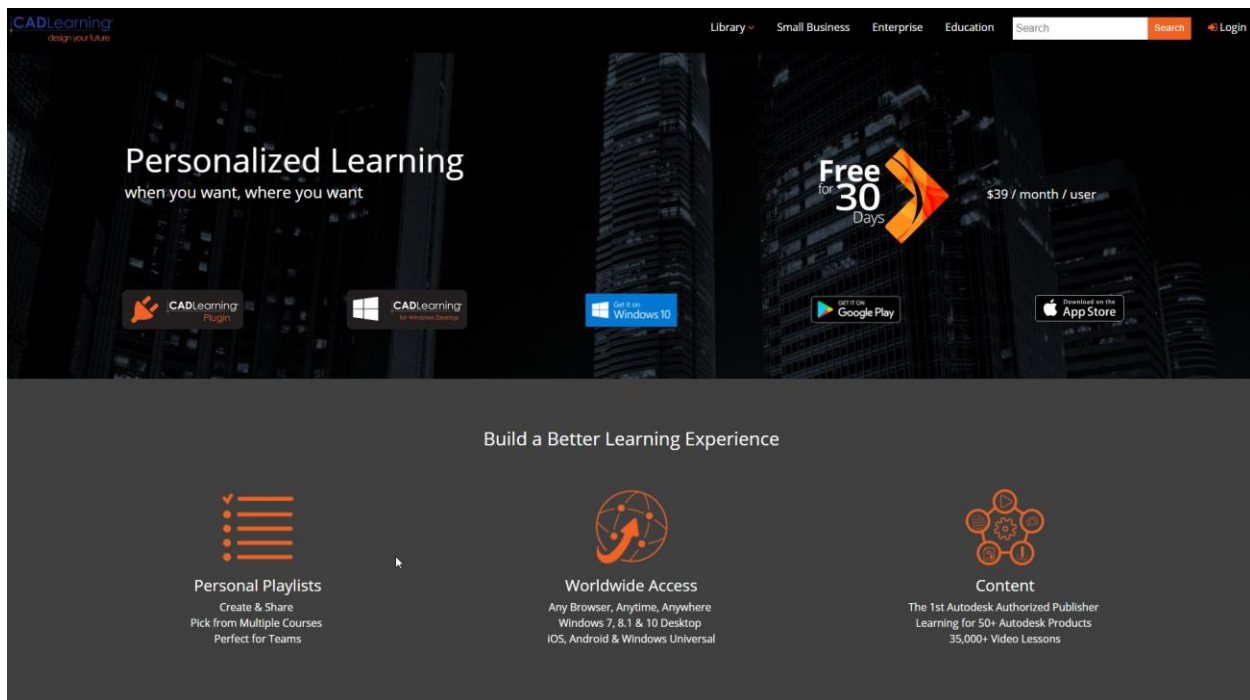 CADLearning
design your future
Library
Small Business
Enterprise
Education
Search
Search
Login
Personalized Learning
when you want, where you want
Free
for 30
Days
$39 / month / user
CADLearning
Plugin
CADLearning
for Windows Desktop
Get it on
Windows 10
GET IT ON
Google Play
Download on the
App Store
Build a Better Learning Experience
Personal Playlists
Create & Share
Pick from Multiple Courses
Perfect for Teams
Worldwide Access
Any Browser, Anytime, Anywhere
Windows 7, 8.1 & 10 Desktop
iOS, Android & Windows Universal
Content
The 1st Autodesk Authorized Publisher
Learning for 50+ Autodesk Products
35,000+ Video Lessons